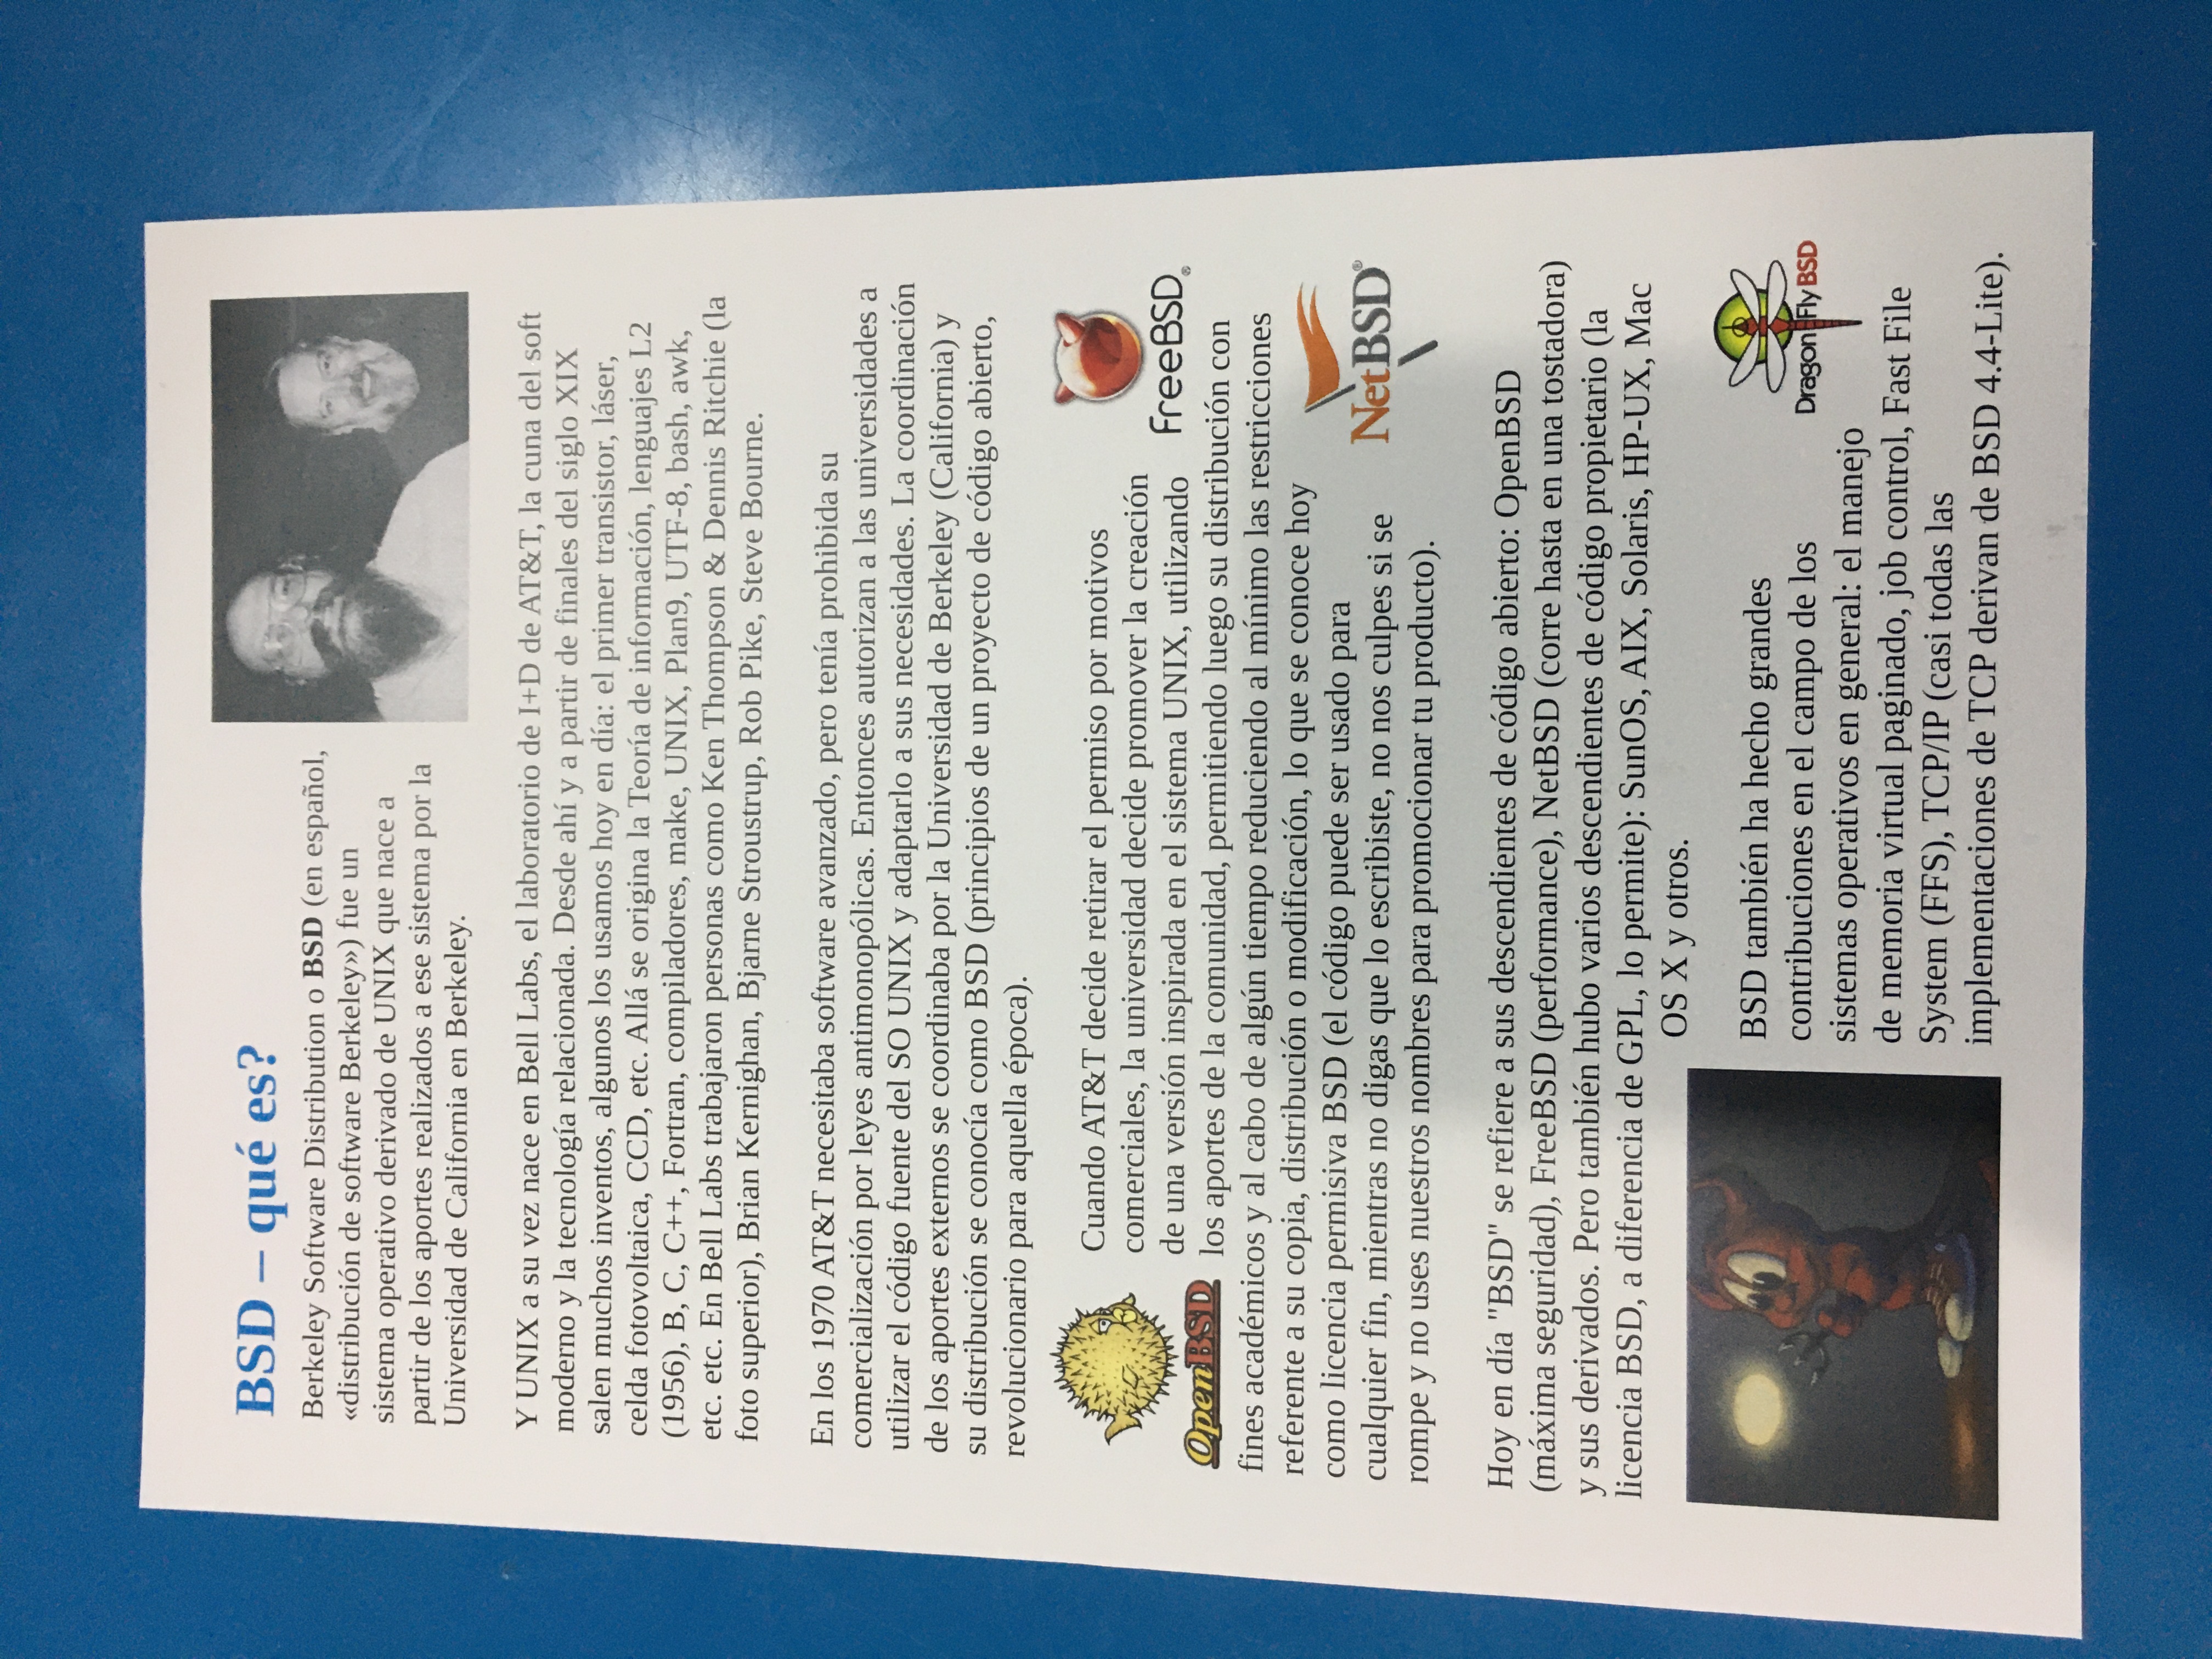 BSD – qué es?
Berkeley Software Distribution o BSD (en español,
«distribución de software Berkeley») fue un
sistema operativo derivado de UNIX que nace a
partir de los aportes realizados a ese sistema por la
Universidad de California en Berkeley.
Y UNIX a su vez nace en Bell Labs, el laboratorio de I+D de AT&T, la cuna del soft
moderno y la tecnología relacionada. Desde ahí y a partir de finales del siglo XIX
salen muchos inventos, algunos los usamos hoy en día: el primer transistor, láser,
celda fotovoltaica, CCD, etc. Allá se origina la Teoría de información, lenguajes L2
(1956), B, C, C++, Fortran, compiladores, make, UNIX, Plan9, UTF-8, bash, awk,
etc. etc. En Bell Labs trabajaron personas como Ken Thompson & Dennis Ritchie (la
foto superior), Brian Kernighan, Bjarne Stroustrup, Rob Pike, Steve Bourne.
En los 1970 AT&T necesitaba software avanzado, pero tenía prohibida su
comercialización por leyes antimonopólicas. Entonces autorizan a las universidades a
utilizar el código fuente del SO UNIX y adaptarlo a sus necesidades. La coordinación
de los aportes externos se coordinaba por la Universidad de Berkeley (California) y
su distribución se conocía como BSD (principios de un proyecto de código abierto,
revolucionario para aquella época).
OpenBSD
FreeBSD®
Cuando AT&T decide retirar el permiso por motivos
comerciales, la universidad decide promover la creación
de una versión inspirada en el sistema UNIX, utilizando
los aportes de la comunidad, permitiendo luego su distribución con
fines académicos y al cabo de algún tiempo reduciendo al mínimo las restricciones
referente a su copia, distribución o modificación, lo que se conoce hoy
como licencia permisiva BSD (el código puede ser usado para
cualquier fin, mientras no digas que lo escribiste, no nos culpes si se
rompe y no uses nuestros nombres para promocionar tu producto).
NetBSD®
Hoy en día "BSD" se refiere a sus descendientes de código abierto: OpenBSD
(máxima seguridad), FreeBSD (performance), NetBSD (corre hasta en una tostadora)
y sus derivados. Pero también hubo varios descendientes de código propietario (la
licencia BSD, a diferencia de GPL, lo permite): SunOS, AIX, Solaris, HP-UX, Mac
OS X y otros.
BSD también ha hecho grandes
contribuciones en el campo de los
sistemas operativos en general: el manejo
de memoria virtual paginado, job control, Fast File
System (FFS), TCP/IP (casi todas las
implementaciones de TCP derivan de BSD 4.4-Lite).
DragonFlyBSD